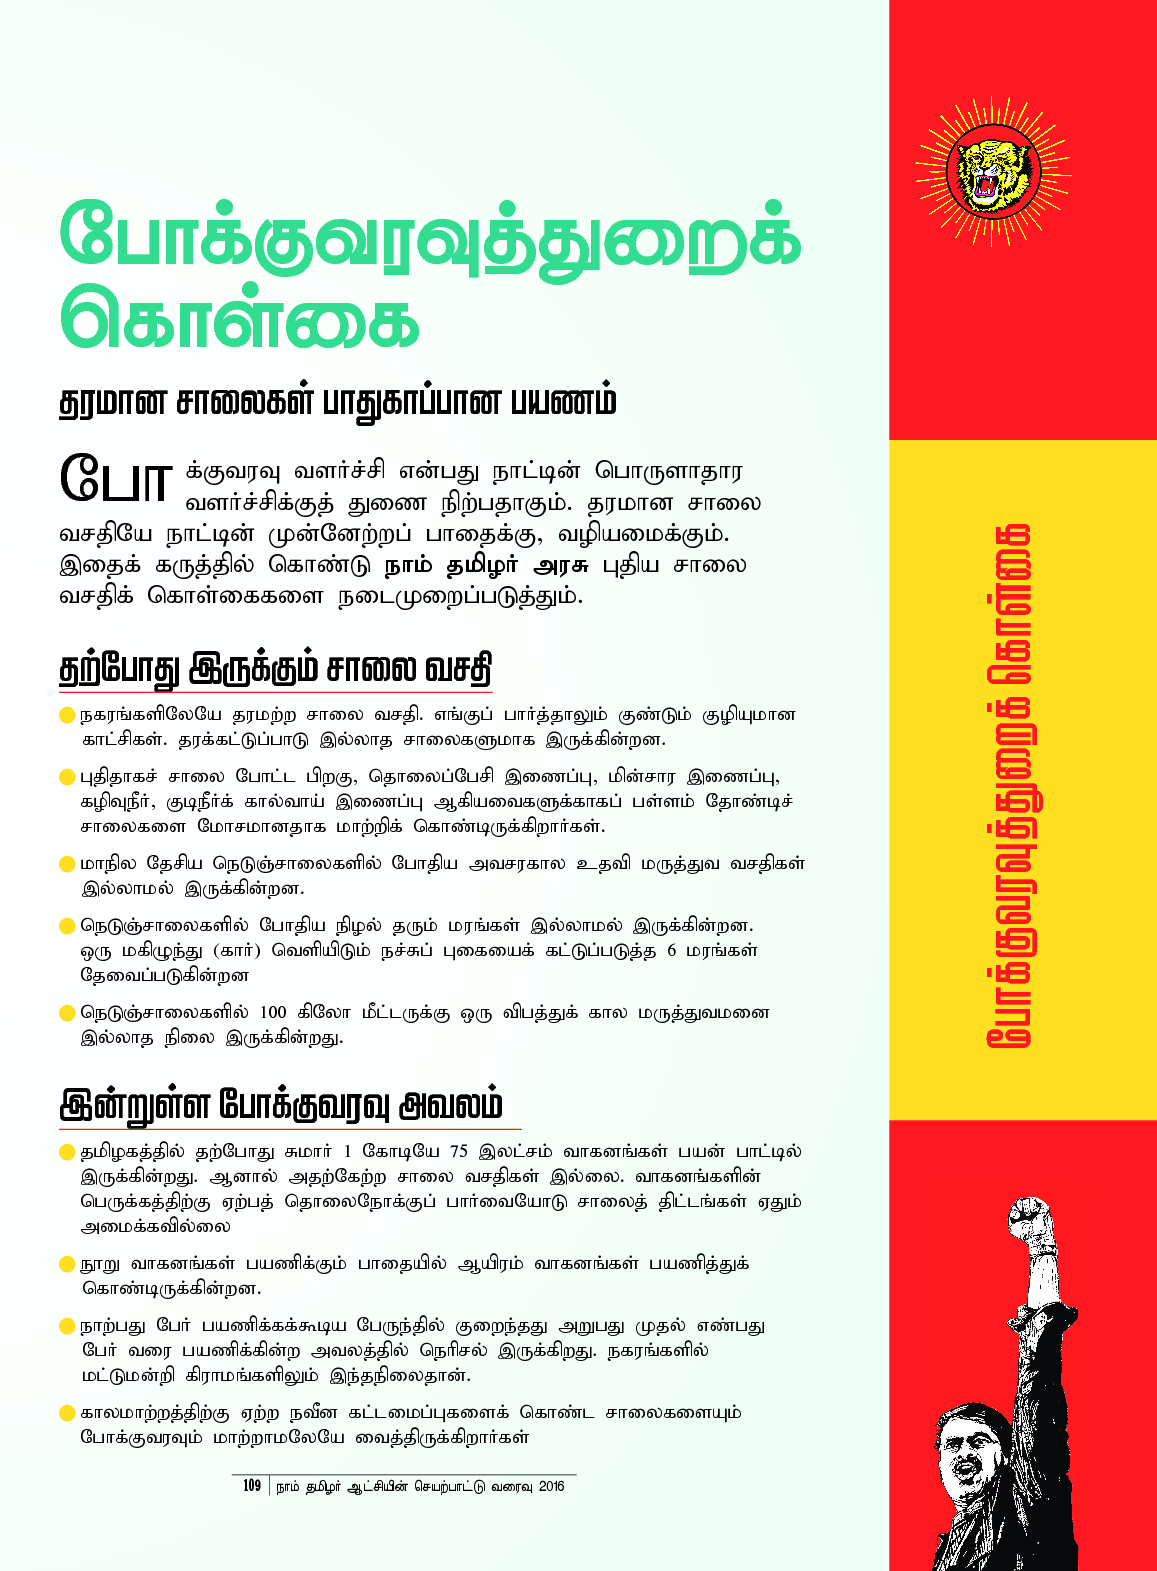 போக்குவரவுத்துறைக்
கொள்கை
தரமான சாலைகள் பாதுகாப்பான பயணம்
போக்குவரவு வளர்ச்சி என்பது நாட்டின் பொருளாதார
வளர்ச்சிக்குத் துணை நிற்பதாகும். தரமான சாலை
வசதியே நாட்டின் முன்னேற்றப் பாதைக்கு, வழியமைக்கும்.
இதைக் கருத்தில் கொண்டு நாம் தமிழர் அரசு புதிய சாலை
வசதிக் கொள்கைகளை நடைமுறைப்படுத்தும்.
தற்போது இருக்கும் சாலை வசதி
நகரங்களிலேயே தரமற்ற சாலை வசதி. எங்குப் பார்த்தாலும் குண்டும் குழியுமான
காட்சிகள். தரக்கட்டுப்பாடு இல்லாத சாலைகளுமாக இருக்கின்றன.
புதிதாகச் சாலை போட்ட பிறகு, தொலைப்பேசி இணைப்பு, மின்சார இணைப்பு,
கழிவுநீர், குடிநீர்க் கால்வாய் இணைப்பு ஆகியவைகளுக்காகப் பள்ளம் தோண்டிச்
சாலைகளை மோசமானதாக மாற்றிக் கொண்டிருக்கிறார்கள்.
மாநில தேசிய நெடுஞ்சாலைகளில் போதிய அவசரகால உதவி மருத்துவ வசதிகள்
இல்லாமல் இருக்கின்றன.
நெடுஞ்சாலைகளில் போதிய நிழல் தரும் மரங்கள் இல்லாமல் இருக்கின்றன.
ஒரு மகிழுந்து (கார்) வெளியிடும் நச்சுப் புகையைக் கட்டுப்படுத்த 6 மரங்கள்
தேவைப்படுகின்றன
நெடுஞ்சாலைகளில் 100 கிலோ மீட்டருக்கு ஒரு விபத்துக் கால மருத்துவமனை
இல்லாத நிலை இருக்கின்றது.
இன்றுள்ள போக்குவரவு அவலம்
தமிழகத்தில் தற்போது சுமார் 1 கோடியே 75 இலட்சம் வாகனங்கள் பயன் பாட்டில்
இருக்கின்றது. ஆனால் அதற்கேற்ற சாலை வசதிகள் இல்லை. வாகனங்களின்
பெருக்கத்திற்கு ஏற்பத் தொலைநோக்குப் பார்வையோடு சாலைத் திட்டங்கள் ஏதும்
அமைக்கவில்லை
நூறு வாகனங்கள் பயணிக்கும் பாதையில் ஆயிரம் வாகனங்கள் பயணித்துக்
கொண்டிருக்கின்றன.
நாற்பது பேர் பயணிக்கக்கூடிய பேருந்தில் குறைந்தது அறுபது முதல் எண்பது
பேர் வரை பயணிக்கின்ற அவலத்தில் நெரிசல் இருக்கிறது. நகரங்களில்
மட்டுமன்றி கிராமங்களிலும் இந்தநிலைதான்.
காலமாற்றத்திற்கு ஏற்ற நவீன கட்டமைப்புகளைக் கொண்ட சாலைகளையும்
போக்குவரவும் மாற்றாமலேயே வைத்திருக்கிறார்கள்
109 நாம் தமிழர் ஆட்சியின் செயற்பாட்டு வரைவு 2016
போக்குவரவுத்துறைக் கொள்கை